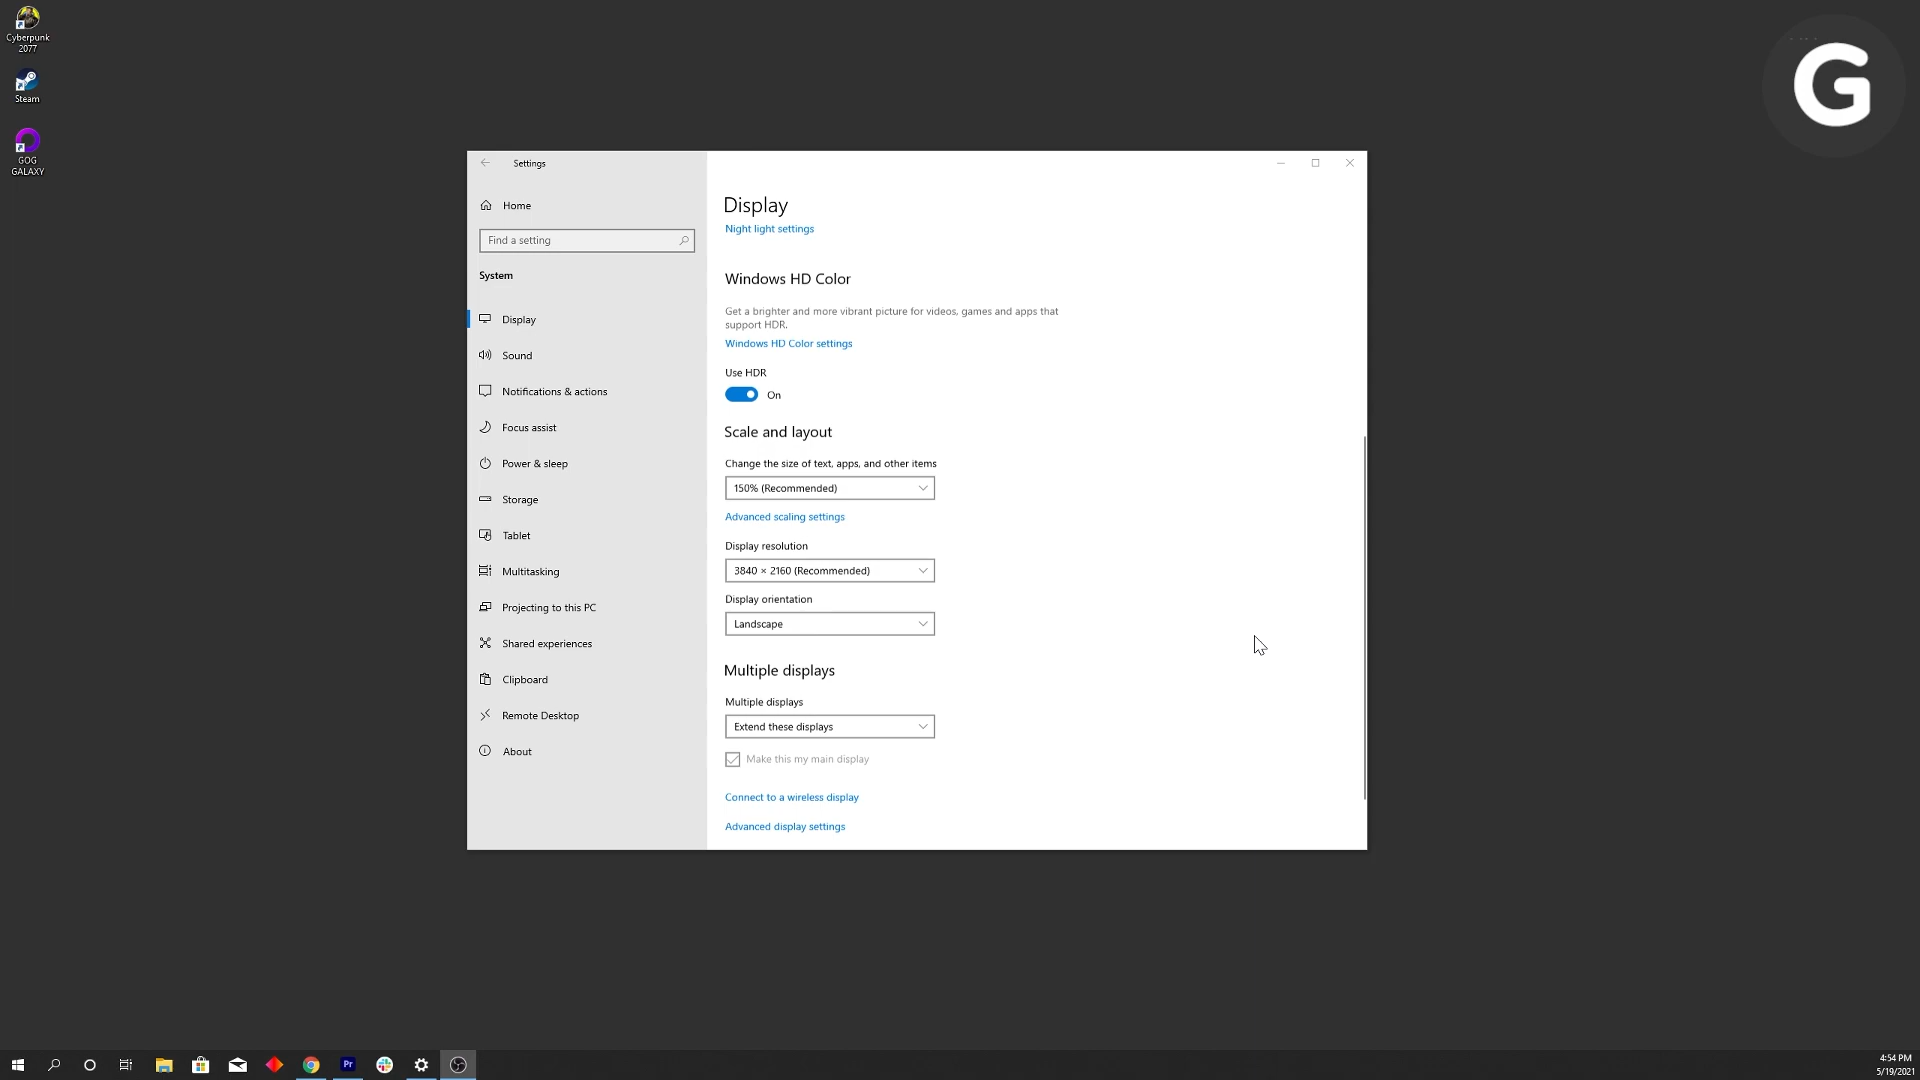 Cyberpunk
2077
Steam
GOG
GALAXY
G
Settings
Home
Find a setting
System
Display
Sound
Notifications & actions
Focus assist
Power & sleep
Storage
Tablet
Multitasking
Projecting to this PC
Shared experiences
Clipboard
Remote Desktop
About
Display
Night light settings
Windows HD Color
Get a brighter and more vibrant picture for videos, games and apps that
support HDR.
Windows HD Color settings
Use HDR
On
Scale and layout
Change the size of text, apps, and other items
150% (Recommended)
Advanced scaling settings
Display resolution
3840 × 2160 (Recommended)
Display orientation
Landscape
Multiple displays
Multiple displays
Extend these displays
Make this my main display
Connect to a wireless display
Advanced display settings
Pr
4:54 PM
5/19/2021